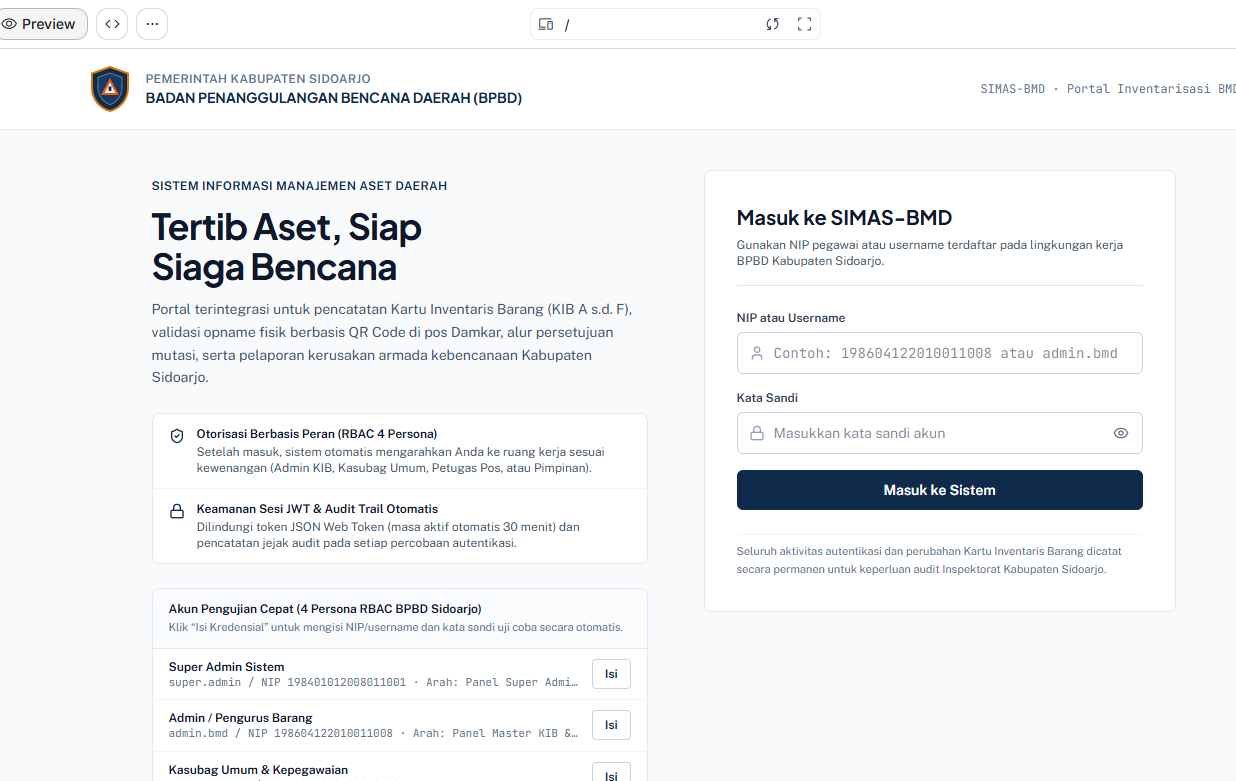 Preview
/
PEMERINTAH KABUPATEN SIDOARJO
BADAN PENANGGULANGAN BENCANA DAERAH (BPBD)
SIMAS-BMD · Portal Inventarisasi BMD
SISTEM INFORMASI MANAJEMEN ASET DAERAH
Tertib Aset, Siap
Siaga Bencana
Portal terintegrasi untuk pencatatan Kartu Inventaris Barang (KIB A s.d. F),
validasi opname fisik berbasis QR Code di pos Damkar, alur persetujuan
mutasi, serta pelaporan kerusakan armada kebencanaan Kabupaten
Sidoarjo.
Otorisasi Berbasis Peran (RBAC 4 Persona)
Setelah masuk, sistem otomatis mengarahkan Anda ke ruang kerja sesuai
kewenangan (Admin KIB, Kasubag Umum, Petugas Pos, atau Pimpinan).
Keamanan Sesi JWT & Audit Trail Otomatis
Dilindungi token JSON Web Token (masa aktif otomatis 30 menit) dan
pencatatan jejak audit pada setiap percobaan autentikasi.
Akun Pengujian Cepat (4 Persona RBAC BPBD Sidoarjo)
Klik “Isi Kredensial” untuk mengisi NIP/username dan kata sandi uji coba secara otomatis.
Super Admin Sistem
super.admin / NIP 198401012008011001 · Arah: Panel Super Admi…
Isi
Admin / Pengurus Barang
admin.bmd / NIP 198604122010011008 · Arah: Panel Master KIB &…
Isi
Kasubag Umum & Kepegawaian
Isi
Masuk ke SIMAS-BMD
Gunakan NIP pegawai atau username terdaftar pada lingkungan kerja
BPBD Kabupaten Sidoarjo.
NIP atau Username
Contoh: 198604122010011008 atau admin.bmd
Kata Sandi
Masukkan kata sandi akun
Masuk ke Sistem
Seluruh aktivitas autentikasi dan perubahan Kartu Inventaris Barang dicatat
secara permanen untuk keperluan audit Inspektorat Kabupaten Sidoarjo.